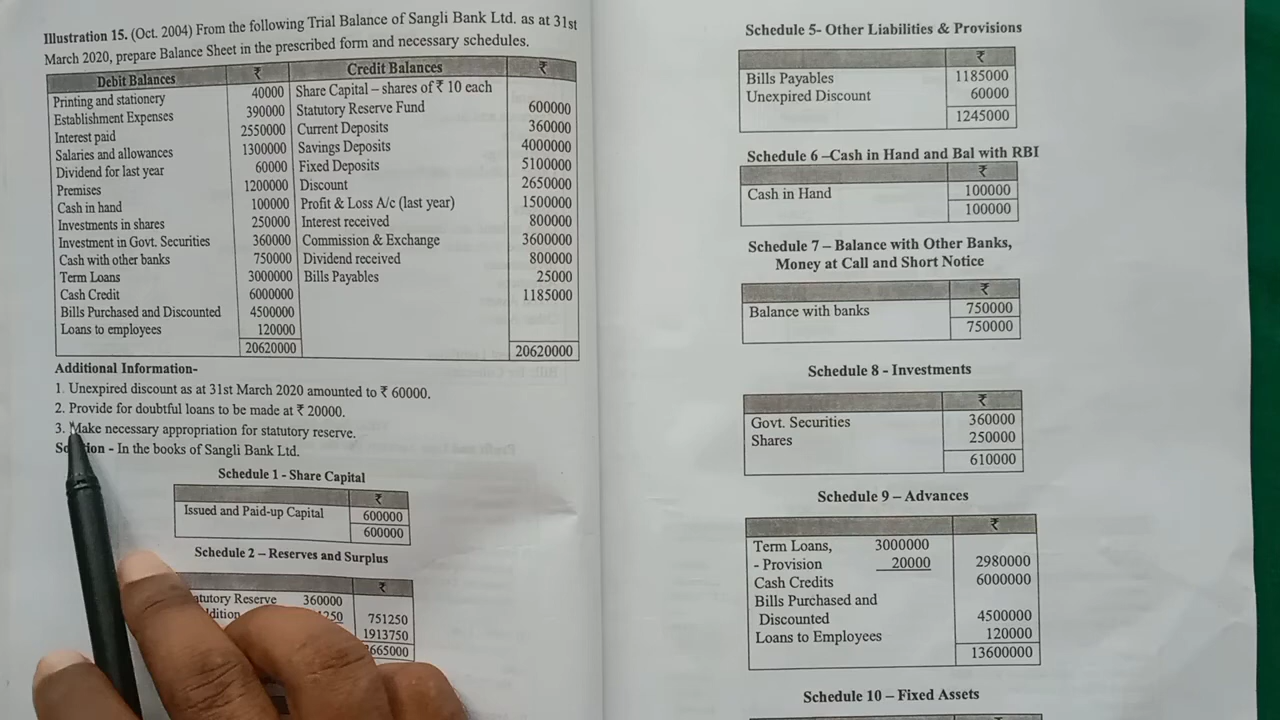 Illustration 15. (Oct. 2004) From the following Trial Balance of Sangli Bank Ltd. as at 31st
March 2020, prepare Balance Sheet in the prescribed form and necessary schedules.
Debit Balances ₹ Credit Balances ₹
Printing and stationery 40000 Share Capital – shares of ₹ 10 each
Establishment Expenses 390000 Statutory Reserve Fund 600000
Interest paid 2550000 Current Deposits 360000
Salaries and allowances 1300000 Savings Deposits 4000000
Dividend for last year 60000 Fixed Deposits 5100000
Premises 1200000 Discount 2650000
Cash in hand 100000 Profit & Loss A/c (last year) 1500000
Investments in shares 250000 Interest received 800000
Investment in Govt. Securities 360000 Commission & Exchange 3600000
Cash with other banks 750000 Dividend received 800000
Term Loans 3000000 Bills Payables 25000
Cash Credit 6000000 1185000
Bills Purchased and Discounted 4500000
Loans to employees 120000
20620000 20620000
Additional Information-
1. Unexpired discount as at 31st March 2020 amounted to ₹ 60000.
2. Provide for doubtful loans to be made at ₹ 20000.
3. Make necessary appropriation for statutory reserve.
- In the books of Sangli Bank Ltd.
Schedule 1 - Share Capital
₹
Issued and Paid-up Capital 600000
600000
Schedule 2 – Reserves and Surplus
₹
Reserve 360000
751250
1913750
Schedule 5- Other Liabilities & Provisions
₹
Bills Payables 1185000
Unexpired Discount 60000
1245000
Schedule 6 –Cash in Hand and Bal with RBI
₹
Cash in Hand 100000
100000
Schedule 7 – Balance with Other Banks,
Money at Call and Short Notice
₹
Balance with banks 750000
750000
Schedule 8 - Investments
₹
Govt. Securities 360000
Shares 250000
610000
Schedule 9 – Advances
₹
Term Loans, 3000000
- Provision 20000 2980000
Cash Credits 6000000
Bills Purchased and
Discounted 4500000
Loans to Employees 120000
13600000
Schedule 10 – Fixed Assets